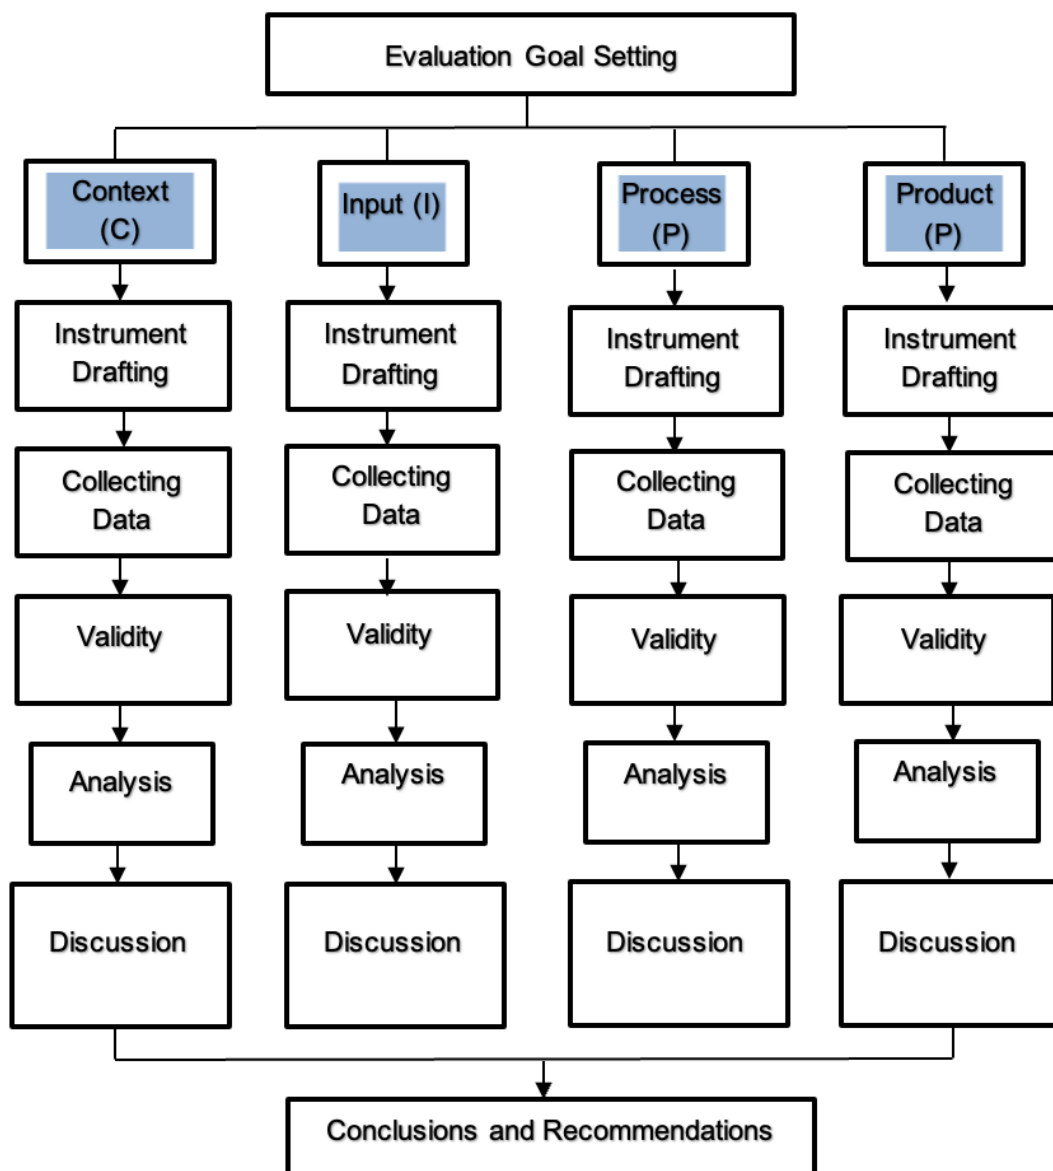 Evaluation Goal Setting
Context
(C)
Input (I)
Process
(P)
Product
(P)
Instrument
Drafting
Instrument
Drafting
Instrument
Drafting
Instrument
Drafting
Collecting
Data
Collecting
Data
Collecting
Data
Collecting
Data
Validity
Validity
Validity
Validity
Analysis
Analysis
Analysis
Analysis
Discussion
Discussion
Discussion
Discussion
Conclusions and Recommendations